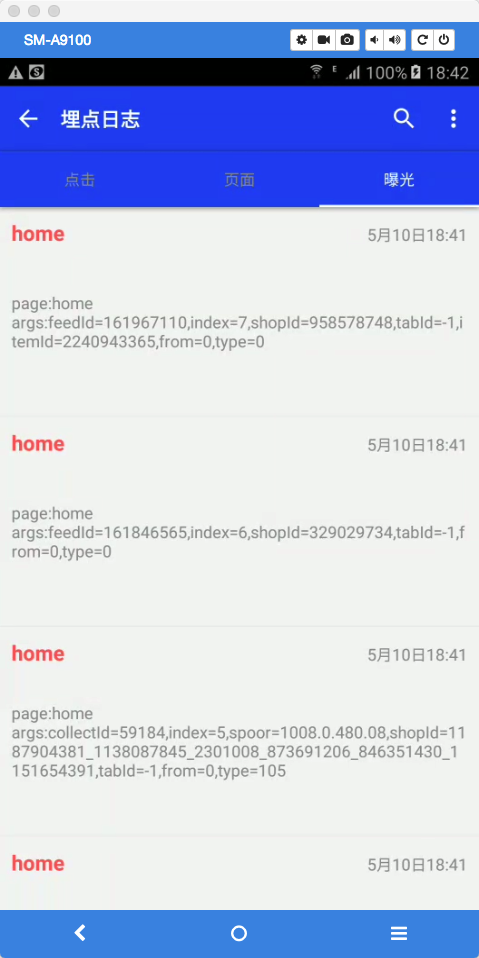 SM-A9100
E 100% 18:42
埋点日志
点击 页面 曝光
home 5月10日18:41
page:home
args:feedId=161967110,index=7,shopId=958578748,tabId=-1,i
temId=2240943365,from=0,type=0
home 5月10日18:41
page:home
args:feedId=161846565,index=6,shopId=329029734,tabId=-1,f
rom=0,type=0
home 5月10日18:41
page:home
args:collectId=59184,index=5,spoor=1008.0.480.08,shopId=11
87904381_1138087845_2301008_873691206_846351430_1
151654391,tabId=-1,from=0,type=105
home 5月10日18:41